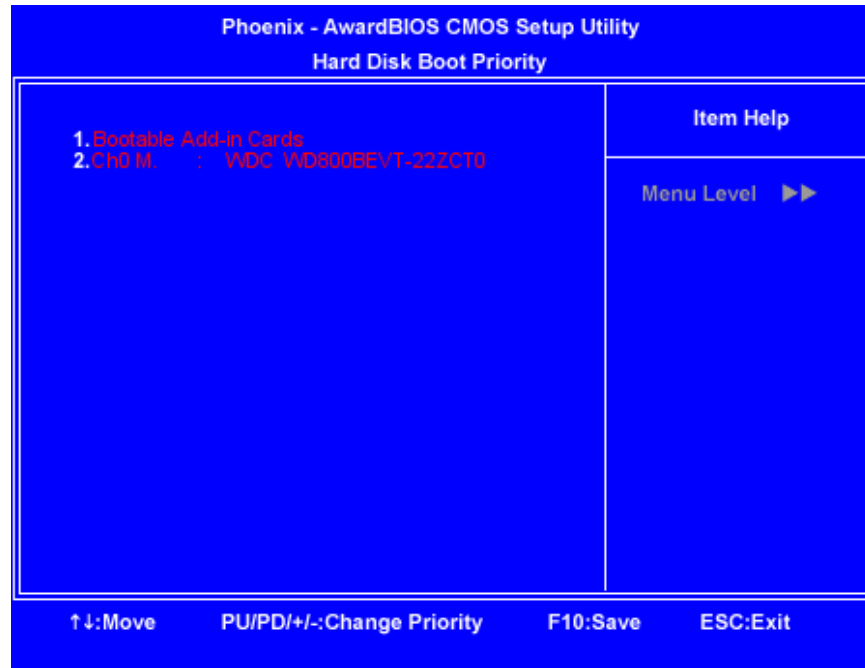 Phoenix - AwardBIOS CMOS Setup Utility
Hard Disk Boot Priority
1.Bootable Add-in Cards
2.Ch0 M. : WDC WD800BEVT-22ZCT0
Item Help
Menu Level ▶▶
↑↓:Move PU/PD/+/-:Change Priority F10:Save ESC:Exit